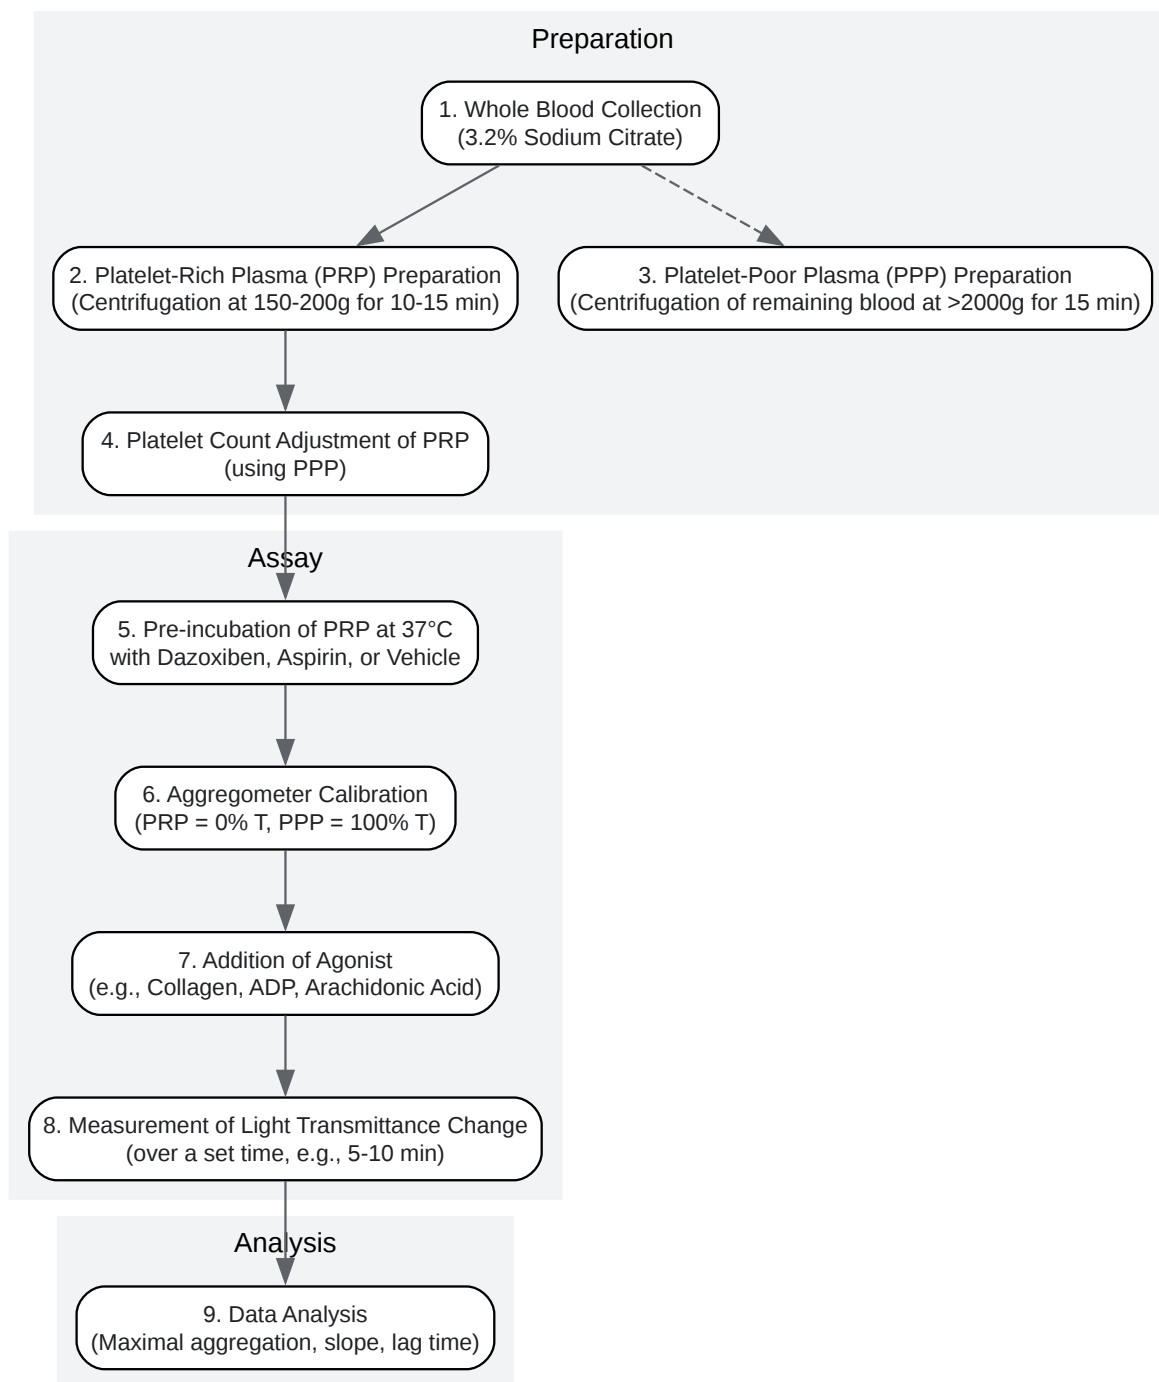 Preparation
1. Whole Blood Collection
(3.2% Sodium Citrate)
2. Platelet-Rich Plasma (PRP) Preparation
(Centrifugation at 150-200g for 10-15 min)
3. Platelet-Poor Plasma (PPP) Preparation
(Centrifugation of remaining blood at >2000g for 15 min)
4. Platelet Count Adjustment of PRP
(using PPP)
Assay
5. Pre-incubation of PRP at 37°C
with Dazoxiben, Aspirin, or Vehicle
6. Aggregometer Calibration
(PRP = 0% T, PPP = 100% T)
7. Addition of Agonist
(e.g., Collagen, ADP, Arachidonic Acid)
8. Measurement of Light Transmittance Change
(over a set time, e.g., 5-10 min)
Analysis
9. Data Analysis
(Maximal aggregation, slope, lag time)